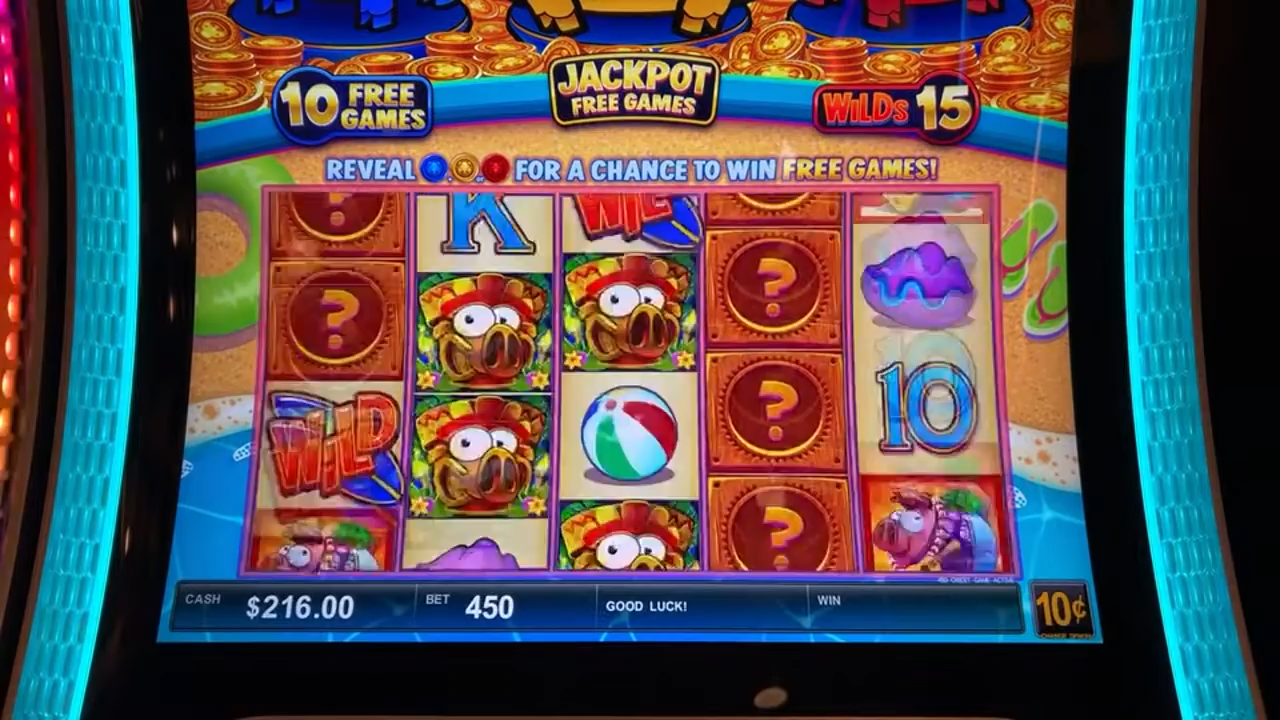 10 FREE GAMES
JACKPOT FREE GAMES
WILDS 15
REVEAL FOR A CHANCE TO WIN FREE GAMES!
?
K
WILD
?
?
10
?
WILD
?
CASH $216.00
BET 450
GOOD LUCK!
WIN
10¢